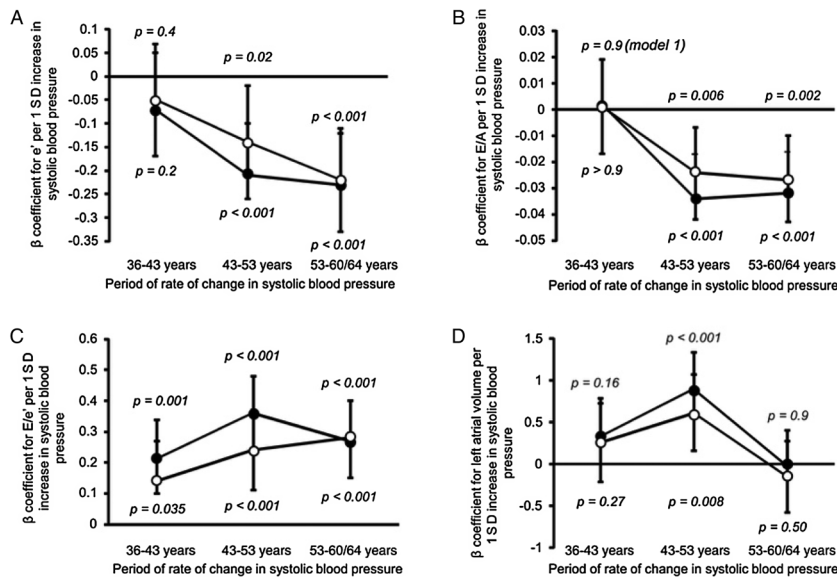 A
β coefficient for e' per 1 S D increase in
systolic blood pressure
0.1
0.05
0
-0.05
-0.1
-0.15
-0.2
-0.25
-0.3
-0.35
p = 0.4
p = 0.02
p < 0.001
p = 0.2
p < 0.001
p < 0.001
36-43 years
43-53 years
53-60/64 years
Period of rate of change in systolic blood pressure
B
β coefficient for E/A per 1 SD increase in
systolic blood pressure
0.03
0.02
0.01
0
-0.01
-0.02
-0.03
-0.04
-0.05
p = 0.9 (model 1)
p = 0.006
p = 0.002
p > 0.9
p < 0.001
p < 0.001
36-43 years
43-53 years
53-60/64 years
Period of rate of change in systolic blood pressure
C
β coefficient for E/e' per 1 SD
increase in systolic blood
pressure
0.6
0.5
0.4
0.3
0.2
0.1
0
p = 0.001
p < 0.001
p < 0.001
p = 0.035
p < 0.001
p < 0.001
36-43 years
43-53 years
53-60/64 years
Period of rate of change in systolic blood pressure
D
β coefficient for left atrial volume per
1 SD increase in systolic blood
pressure
1.5
1
0.5
0
-0.5
-1
p = 0.16
p < 0.001
p = 0.9
p = 0.27
p = 0.008
p = 0.50
36-43 years
43-53 years
53-60/64 years
Period of rate of change in systolic blood pressure